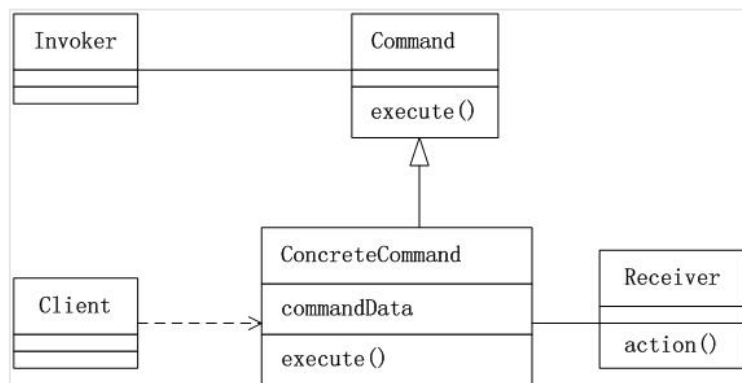 Invoker
Command
execute()
ConcreteCommand
commandData
execute()
Client
Receiver
action()